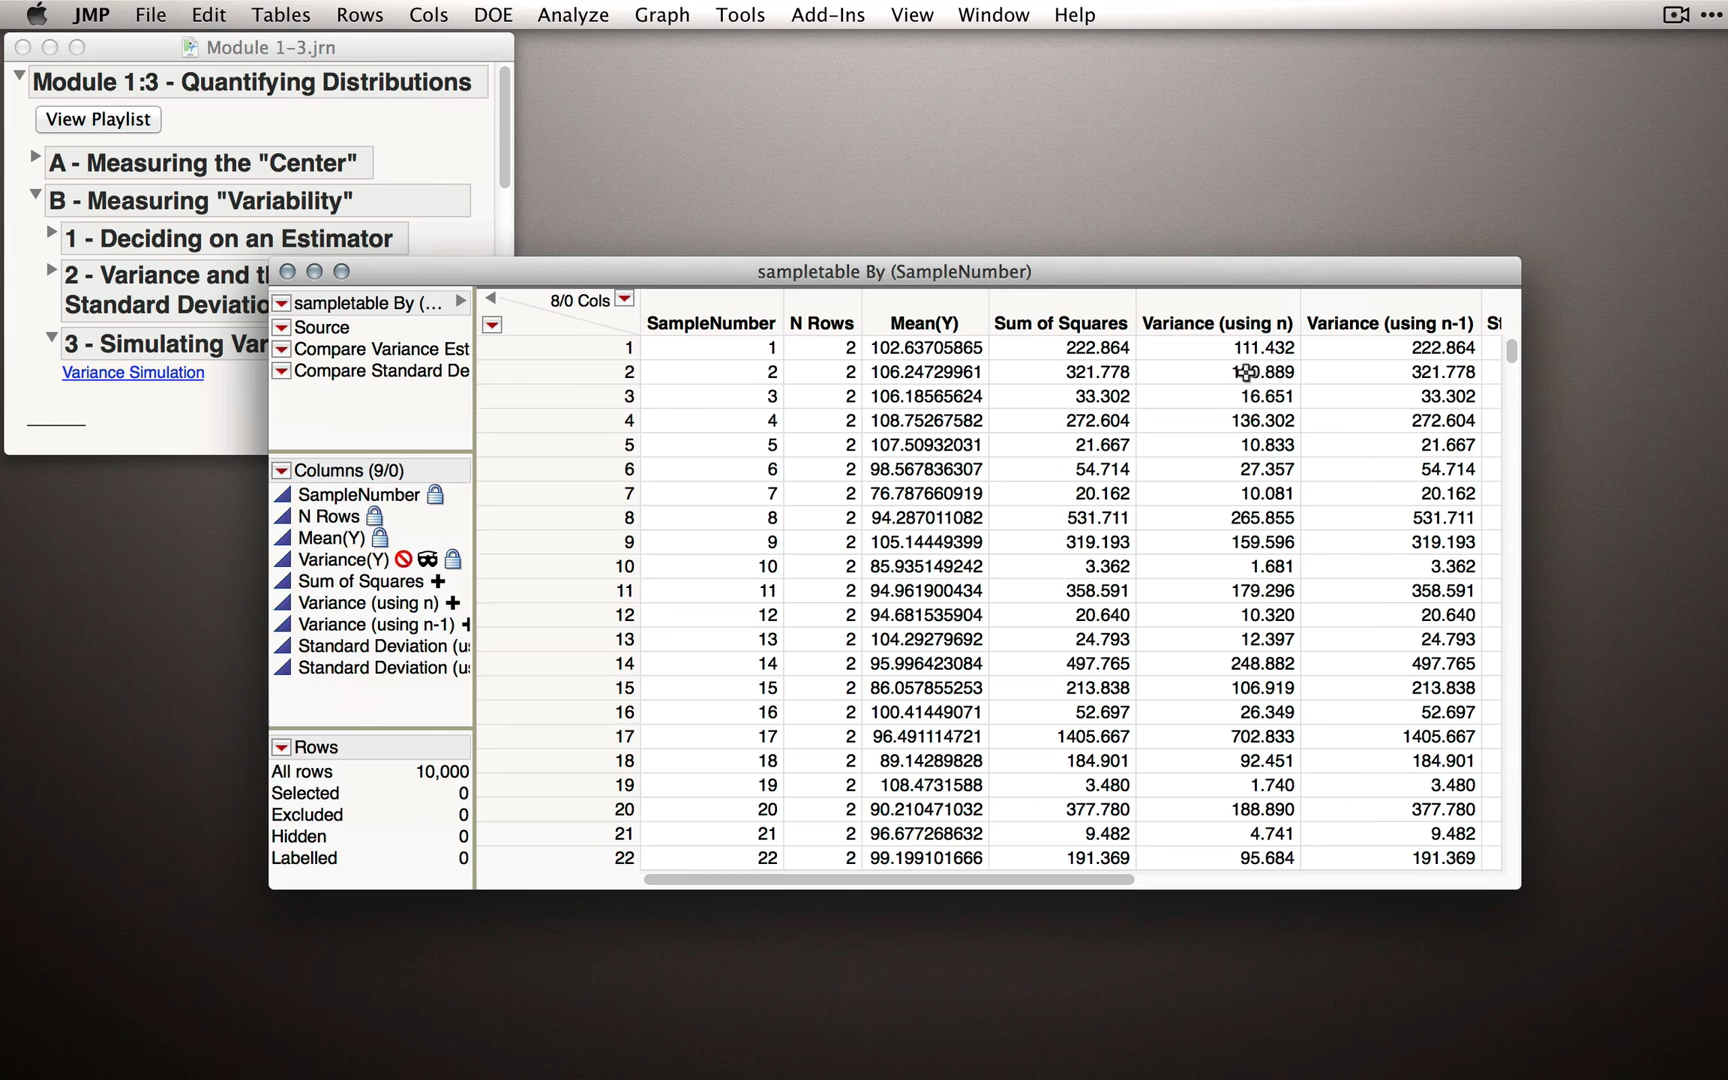 JMP File Edit Tables Rows Cols DOE Analyze Graph Tools Add-Ins View Window Help
Module 1-3.jrn
Module 1:3 - Quantifying Distributions
View Playlist
A - Measuring the "Center"
B - Measuring "Variability"
1 - Deciding on an Estimator
2 - Variance and t
Standard Deviatio
3 - Simulating Var
Variance Simulation
sampletable By (SampleNumber)
sampletable By (...
Source
Compare Variance Est
Compare Standard De
Columns (9/0)
SampleNumber
N Rows
Mean(Y)
Variance(Y)
Sum of Squares
Variance (using n)
Variance (using n-1)
Standard Deviation (u
Standard Deviation (u
Rows
All rows 10,000
Selected 0
Excluded 0
Hidden 0
Labelled 0
8/0 Cols
SampleNumber N Rows Mean(Y) Sum of Squares Variance (using n) Variance (using n-1) St
1 1 2 102.63705865 222.864 111.432 222.864
2 2 2 106.24729961 321.778 321.778
3 3 2 106.18565624 33.302 16.651 33.302
4 4 2 108.75267582 272.604 136.302 272.604
5 5 2 107.50932031 21.667 10.833 21.667
6 6 2 98.567836307 54.714 27.357 54.714
7 7 2 76.787660919 20.162 10.081 20.162
8 8 2 94.287011082 531.711 265.855 531.711
9 9 2 105.14449399 319.193 159.596 319.193
10 10 2 85.935149242 3.362 1.681 3.362
11 11 2 94.961900434 358.591 179.296 358.591
12 12 2 94.681535904 20.640 10.320 20.640
13 13 2 104.29279692 24.793 12.397 24.793
14 14 2 95.996423084 497.765 248.882 497.765
15 15 2 86.057855253 213.838 106.919 213.838
16 16 2 100.41449071 52.697 26.349 52.697
17 17 2 96.491114721 1405.667 702.833 1405.667
18 18 2 89.14289828 184.901 92.451 184.901
19 19 2 108.4731588 3.480 1.740 3.480
20 20 2 90.210471032 377.780 188.890 377.780
21 21 2 96.677268632 9.482 4.741 9.482
22 22 2 99.199101666 191.369 95.684 191.369